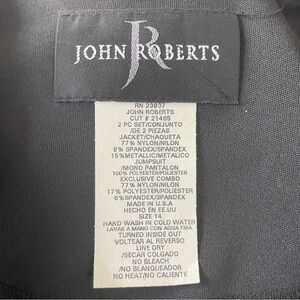 JR
JOHN ROBERTS
RN 23937
JOHN ROBERTS
CUT # 21465
2 PC SET/CONJUNTO
/DE 2 PIEZAS
JACKET/CHAQUETA
77% NYLON/NILON
8% SPANDEX/SPANDEX
15%METALLIC/METALICO
JUMPSUIT
/MONO PANTALON
100% POLYESTER/POLIESTER
EXCLUSIVE COMBO
77% NYLON/NILON
17% POLYESTER/POLIESTER
6%SPANDEX/SPANDEX
MADE IN U.S.A
HECHO EN EE.UU
SIZE 14
HAND WASH IN COLD WATER
LAVAR A MANO CON AGUA FRIA
TURNED INSIDE OUT
VOLTEAR AL REVERSO
LINE DRY
/SECAR COLGADO
NO BLEACH
/NO BLANQUEADOR
NO HEAT/NO CALIENTE